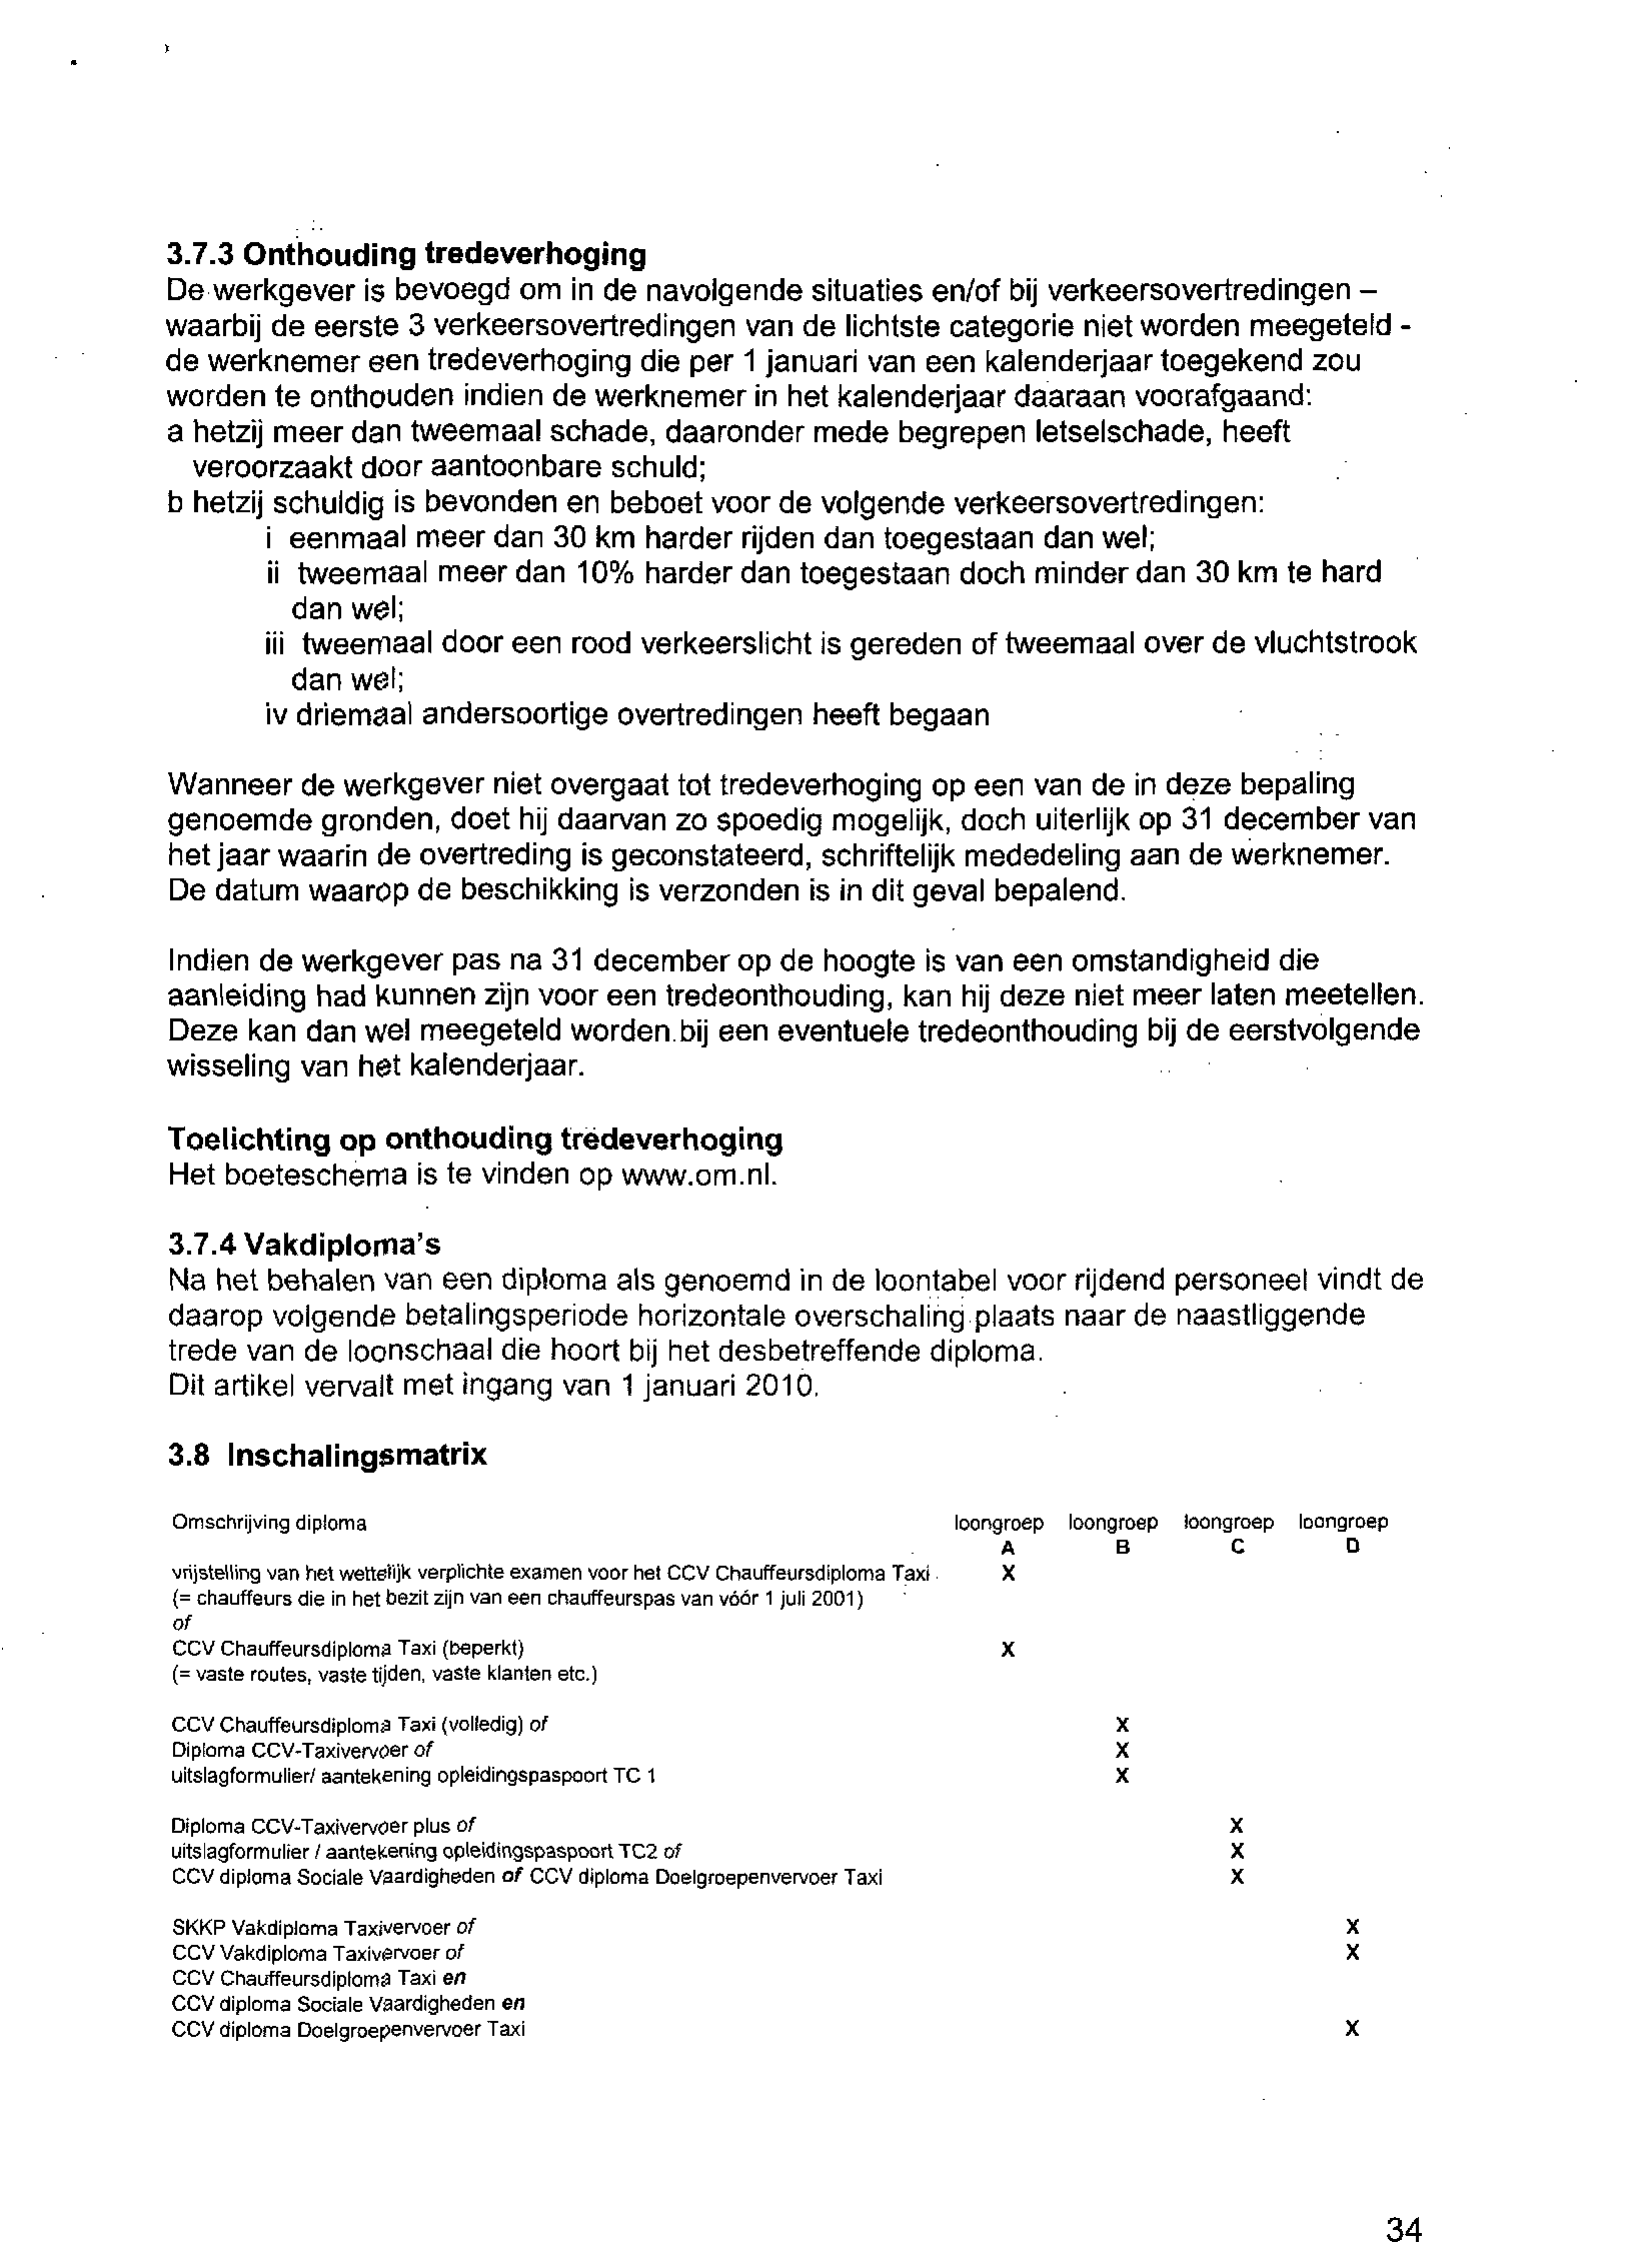 3.7.3 Onthouding tredeverhoging
De werkgever is bevoegd om in de navolgende situaties en/of bij verkeersovertredingen –
waarbij de eerste 3 verkeersovertredingen van de lichtste categorie niet worden meegeteld -
de werknemer een tredeverhoging die per 1 januari van een kalenderjaar toegekend zou
worden te onthouden indien de werknemer in het kalenderjaar daaraan voorafgaand:
a hetzij meer dan tweemaal schade, daaronder mede begrepen letselschade, heeft
veroorzaakt door aantoonbare schuld;
b hetzij schuldig is bevonden en beboet voor de volgende verkeersovertredingen:
i eenmaal meer dan 30 km harder rijden dan toegestaan dan wel;
ii tweemaal meer dan 10% harder dan toegestaan doch minder dan 30 km te hard
dan wel;
iii tweemaal door een rood verkeerslicht is gereden of tweemaal over de vluchtstrook
dan wel;
iv driemaal andersoortige overtredingen heeft begaan
Wanneer de werkgever niet overgaat tot tredeverhoging op een van de in deze bepaling
genoemde gronden, doet hij daarvan zo spoedig mogelijk, doch uiterlijk op 31 december van
het jaar waarin de overtreding is geconstateerd, schriftelijk mededeling aan de werknemer.
De datum waarop de beschikking is verzonden is in dit geval bepalend.
Indien de werkgever pas na 31 december op de hoogte is van een omstandigheid die
aanleiding had kunnen zijn voor een tredeonthouding, kan hij deze niet meer laten meetellen.
Deze kan dan wel meegeteld worden bij een eventuele tredeonthouding bij de eerstvolgende
wisseling van het kalenderjaar.
Toelichting op onthouding tredeverhoging
Het boeteschema is te vinden op www.om.nl.
3.7.4 Vakdiploma's
Na het behalen van een diploma als genoemd in de loontabel voor rijdend personeel vindt de
daarop volgende betalingsperiode horizontale overschaling plaats naar de naastliggende
trede van de loonschaal die hoort bij het desbetreffende diploma.
Dit artikel vervalt met ingang van 1 januari 2010.
3.8 Inschalingsmatrix
Omschrijving diploma loongroep loongroep loongroep loongroep
A B C D
vrijstelling van het wettelijk verplichte examen voor het CCV Chauffeursdiploma Taxi X
(= chauffeurs die in het bezit zijn van een chauffeurspas van vóór 1 juli 2001)
of
CCV Chauffeursdiploma Taxi (beperkt) X
(= vaste routes, vaste tijden, vaste klanten etc.)
CCV Chauffeursdiploma Taxi (volledig) of X
Diploma CCV-Taxivervoer of X
uitslagformulier/ aantekening opleidingspaspoort TC 1 X
Diploma CCV-Taxivervoer plus of X
uitslagformulier / aantekening opleidingspaspoort TC2 of X
CCV diploma Sociale Vaardigheden of CCV diploma Doelgroepenvervoer Taxi X
SKKP Vakdiploma Taxivervoer of X
CCV Vakdiploma Taxivervoer of X
CCV Chauffeursdiploma Taxi en
CCV diploma Sociale Vaardigheden en
CCV diploma Doelgroepenvervoer Taxi X
34